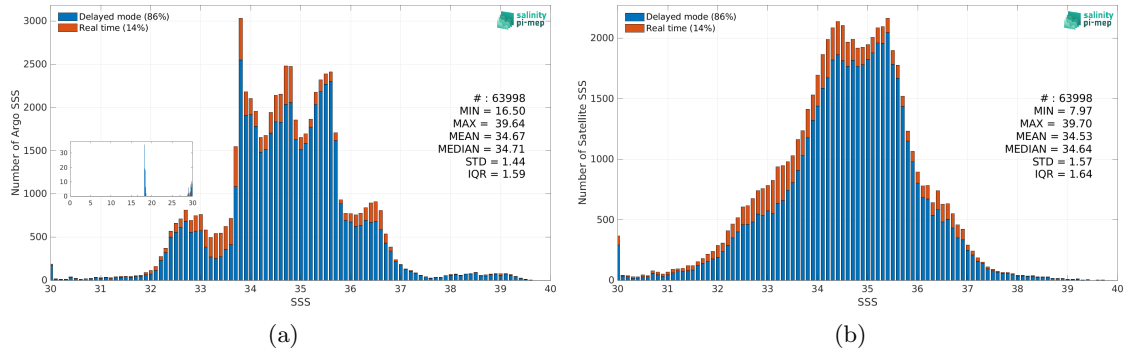 Delayed mode (86%)
Real time (14%)
salinity
pi-mep
3000
2500
2000
1500
1000
500
0
Number of Argo SSS
# : 63998
MIN = 16.50
MAX = 39.64
MEAN = 34.67
MEDIAN = 34.71
STD = 1.44
IQR = 1.59
30
20
10
0
0 5 10 15 20 25 30
30 31 32 33 34 35 36 37 38 39 40
SSS
(a)
Delayed mode (86%)
Real time (14%)
salinity
pi-mep
2000
1500
1000
500
0
Number of Satellite SSS
# : 63998
MIN = 7.97
MAX = 39.70
MEAN = 34.53
MEDIAN = 34.64
STD = 1.57
IQR = 1.64
30 31 32 33 34 35 36 37 38 39 40
SSS
(b)